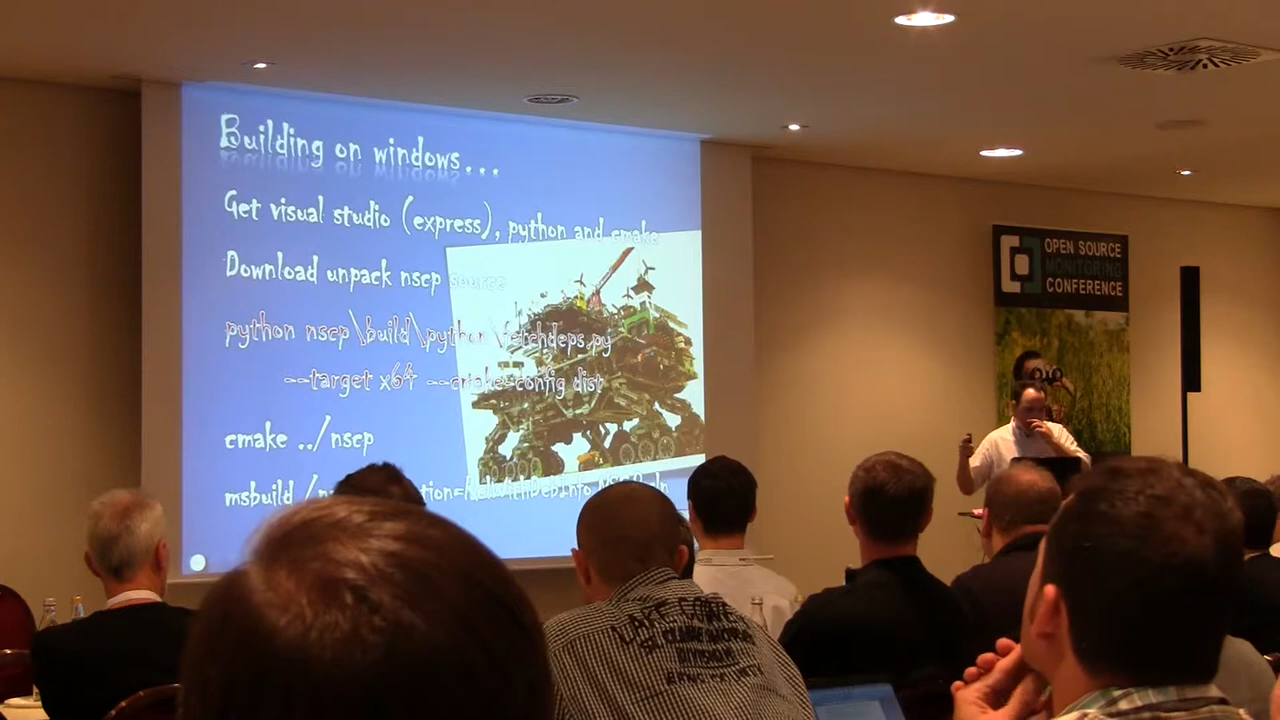 Building on windows...
Get visual studio (express), python and cmake
Download unpack nscp source
python nscp\build\python\fetchdeps.py
--target x64 --cmake-config dist
cmake ../nscp
msbuild
OPEN SOURCE
MONITORING
CONFERENCE